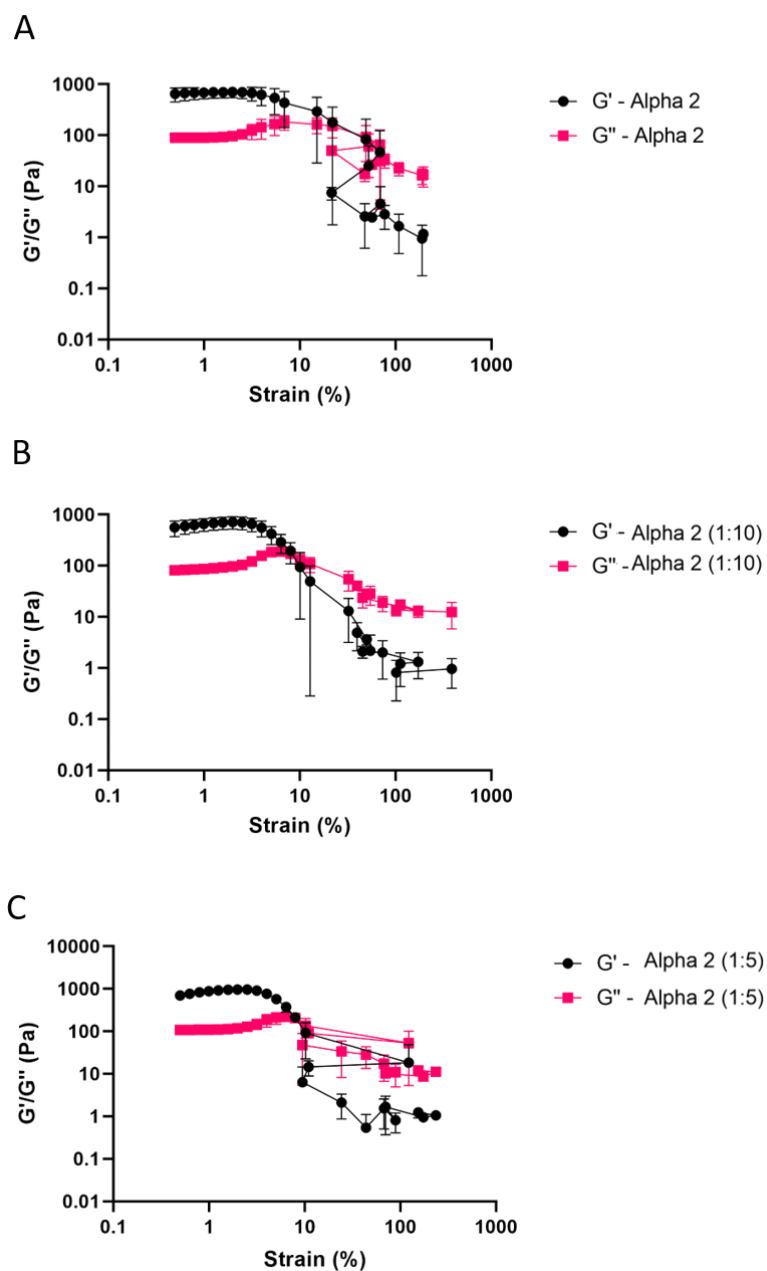 A
G'/G" (Pa)
1000
100
10
1
0.1
0.01
0.1 1 10 100 1000
Strain (%)
G' - Alpha 2
G" - Alpha 2
B
G'/G" (Pa)
1000
100
10
1
0.1
0.01
0.1 1 10 100 1000
Strain (%)
G' - Alpha 2 (1:10)
G" - Alpha 2 (1:10)
C
G'/G" (Pa)
10000
1000
100
10
1
0.1
0.01
0.1 1 10 100 1000
Strain (%)
G' - Alpha 2 (1:5)
G" - Alpha 2 (1:5)